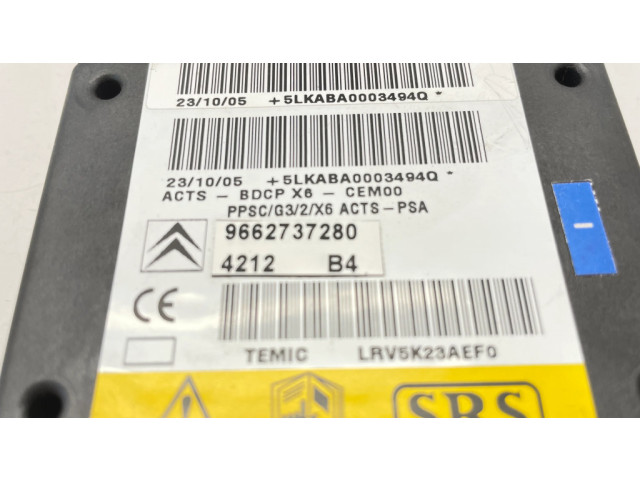 23/10/05 +5LKABA0003494Q*
23/10/05 +5LKABA0003494Q*
ACTS - BDCP X6 - CEM00
PPSC/G3/2/X6 ACTS-PSA
9662737280
4212 B4
CE
TEMIC LRV5K23AEF0
SRS